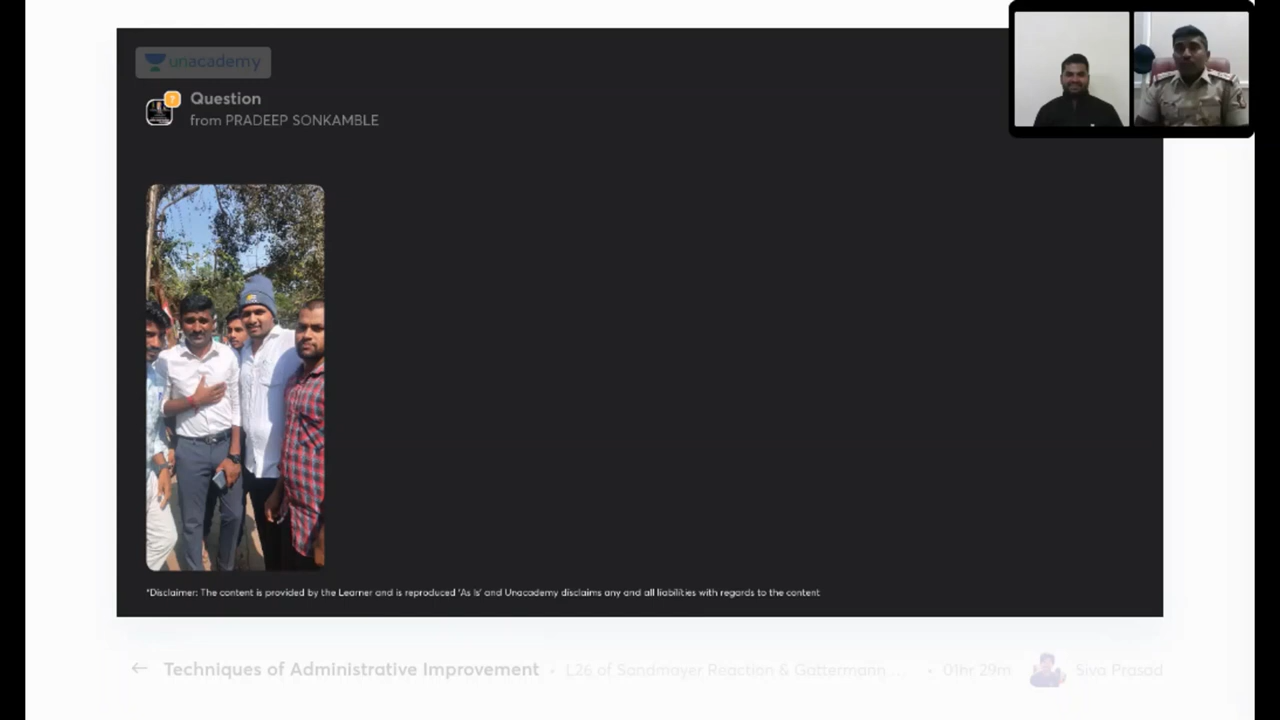 unacademy
Question
from PRADEEP SONKAMBLE
*Disclaimer: The content is provided by the Learner and is reproduced 'As Is' and Unacademy disclaims any and all liabilities with regards to the content
← Techniques of Administrative Improvement • L26 of Sandmayer Reaction & Gattermann ... • 01hr 29m Siva Prasad